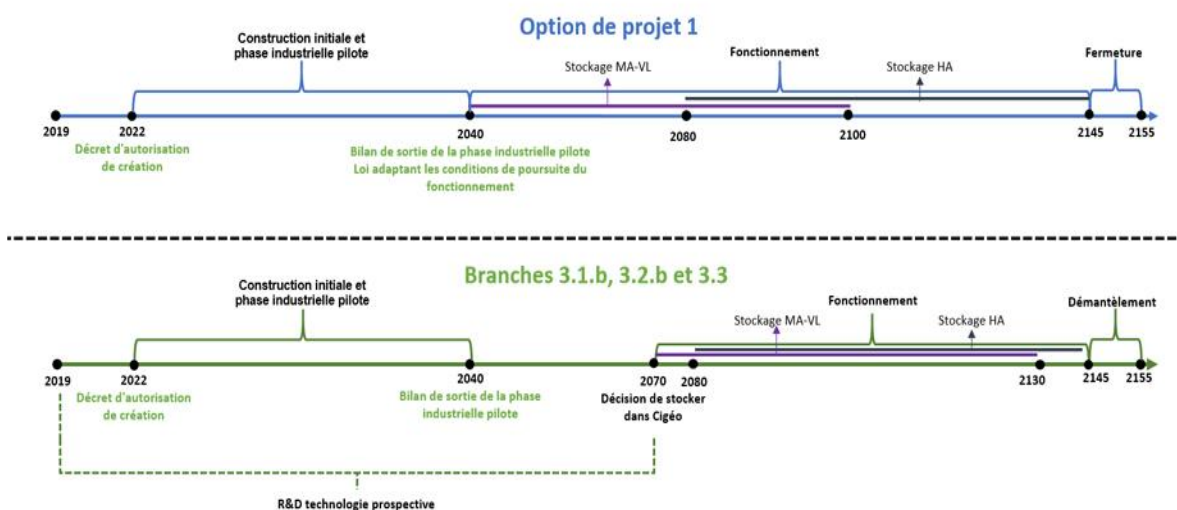 Option de projet 1
Construction initiale et
phase industrielle pilote
Fonctionnement
Fermeture
Stockage MA-VL
Stockage HA
2019
2022
2040
2080
2100
2145
2155
Décret d'autorisation
de création
Bilan de sortie de la phase industrielle pilote
Loi adaptant les conditions de poursuite du
fonctionnement
Branches 3.1.b, 3.2.b et 3.3
Construction initiale et
phase industrielle pilote
Fonctionnement
Démantèlement
Stockage MA-VL
Stockage HA
2019
2022
2040
2070
2080
2130
2145
2155
Décret d'autorisation
de création
Bilan de sortie de la phase
industrielle pilote
Décision de stocker
dans Cigéo
R&D technologie prospective